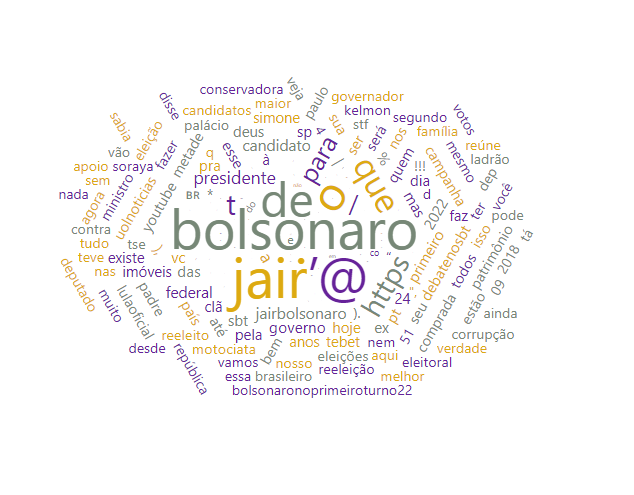 conservadora
veja
paulo
governador
disse
candidatos
maior
simone
kelmon
segundo
votos
sabia
eleição
palácio
deus
sp
4
sua
stf
será
nos
família
reúne
vão
fazer
metade
esse
candidato
para
/
ser
%
quem
!!!
mesmo
ladrão
apoio
soraya
q
pra
à
presidente
que
campanha
dep
sem
nada
ministro
uolnoticias
youtube
BR
*
t
do
de
o
/
mas
dia
d
você
agora
contra
tudo
tse
),
bolsonaro
2022
faz
ter
pode
teve
existe
vc
a
e
co
“
primeiro
debatenosbt
isso
tá
deputado
nas
imóveis
das
jair
’@
https
todos
patrimônio
2018
09
estão
muito
lulaoficial
padre
federal
clã
24
"
pt
seu
comprada
ainda
país
até
sbt
jairbolsonaro
).
51
corrupção
reeleito
motociata
pela
governo
hoje
ex
desde
república
vamos
bem
anos
tebet
nem
verdade
nosso
eleições
aqui
eleitoral
essa
brasileiro
reeleição
melhor
bolsonaronoprimeiroturno22